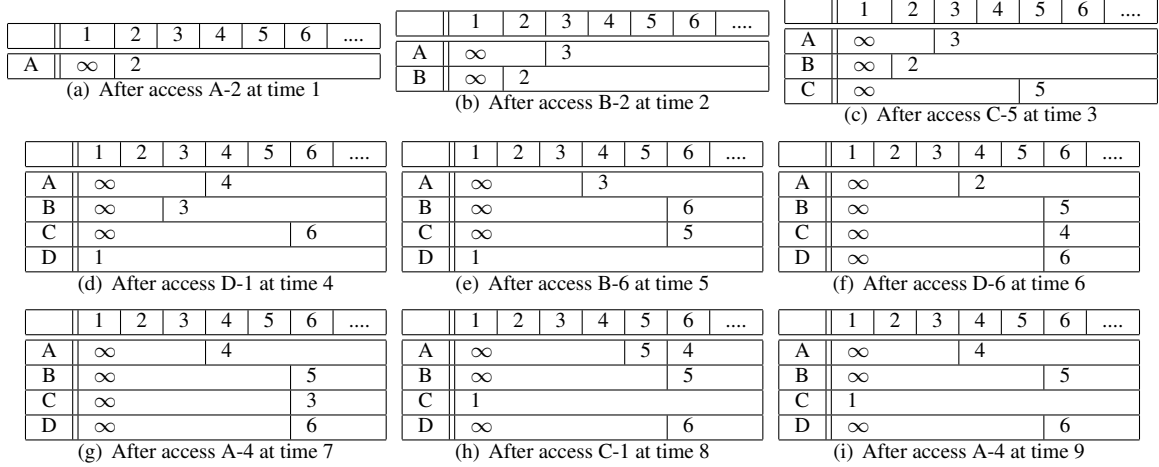 1 2 3 4 5 6 ....
A ∞ 2
(a) After access A-2 at time 1
1 2 3 4 5 6 ....
A ∞ 3
B ∞ 2
(b) After access B-2 at time 2
1 2 3 4 5 6 ....
A ∞ 3
B ∞ 2
C ∞ 5
(c) After access C-5 at time 3
1 2 3 4 5 6 ....
A ∞ 4
B ∞ 3
C ∞ 6
D 1
(d) After access D-1 at time 4
1 2 3 4 5 6 ....
A ∞ 3
B ∞ 6
C ∞ 5
D 1
(e) After access B-6 at time 5
1 2 3 4 5 6 ....
A ∞ 2
B ∞ 5
C ∞ 4
D ∞ 6
(f) After access D-6 at time 6
1 2 3 4 5 6 ....
A ∞ 4
B ∞ 5
C ∞ 3
D ∞ 6
(g) After access A-4 at time 7
1 2 3 4 5 6 ....
A ∞ 5 4
B ∞ 5
C 1
D ∞ 6
(h) After access C-1 at time 8
1 2 3 4 5 6 ....
A ∞ 4
B ∞ 5
C 1
D ∞ 6
(i) After access A-4 at time 9